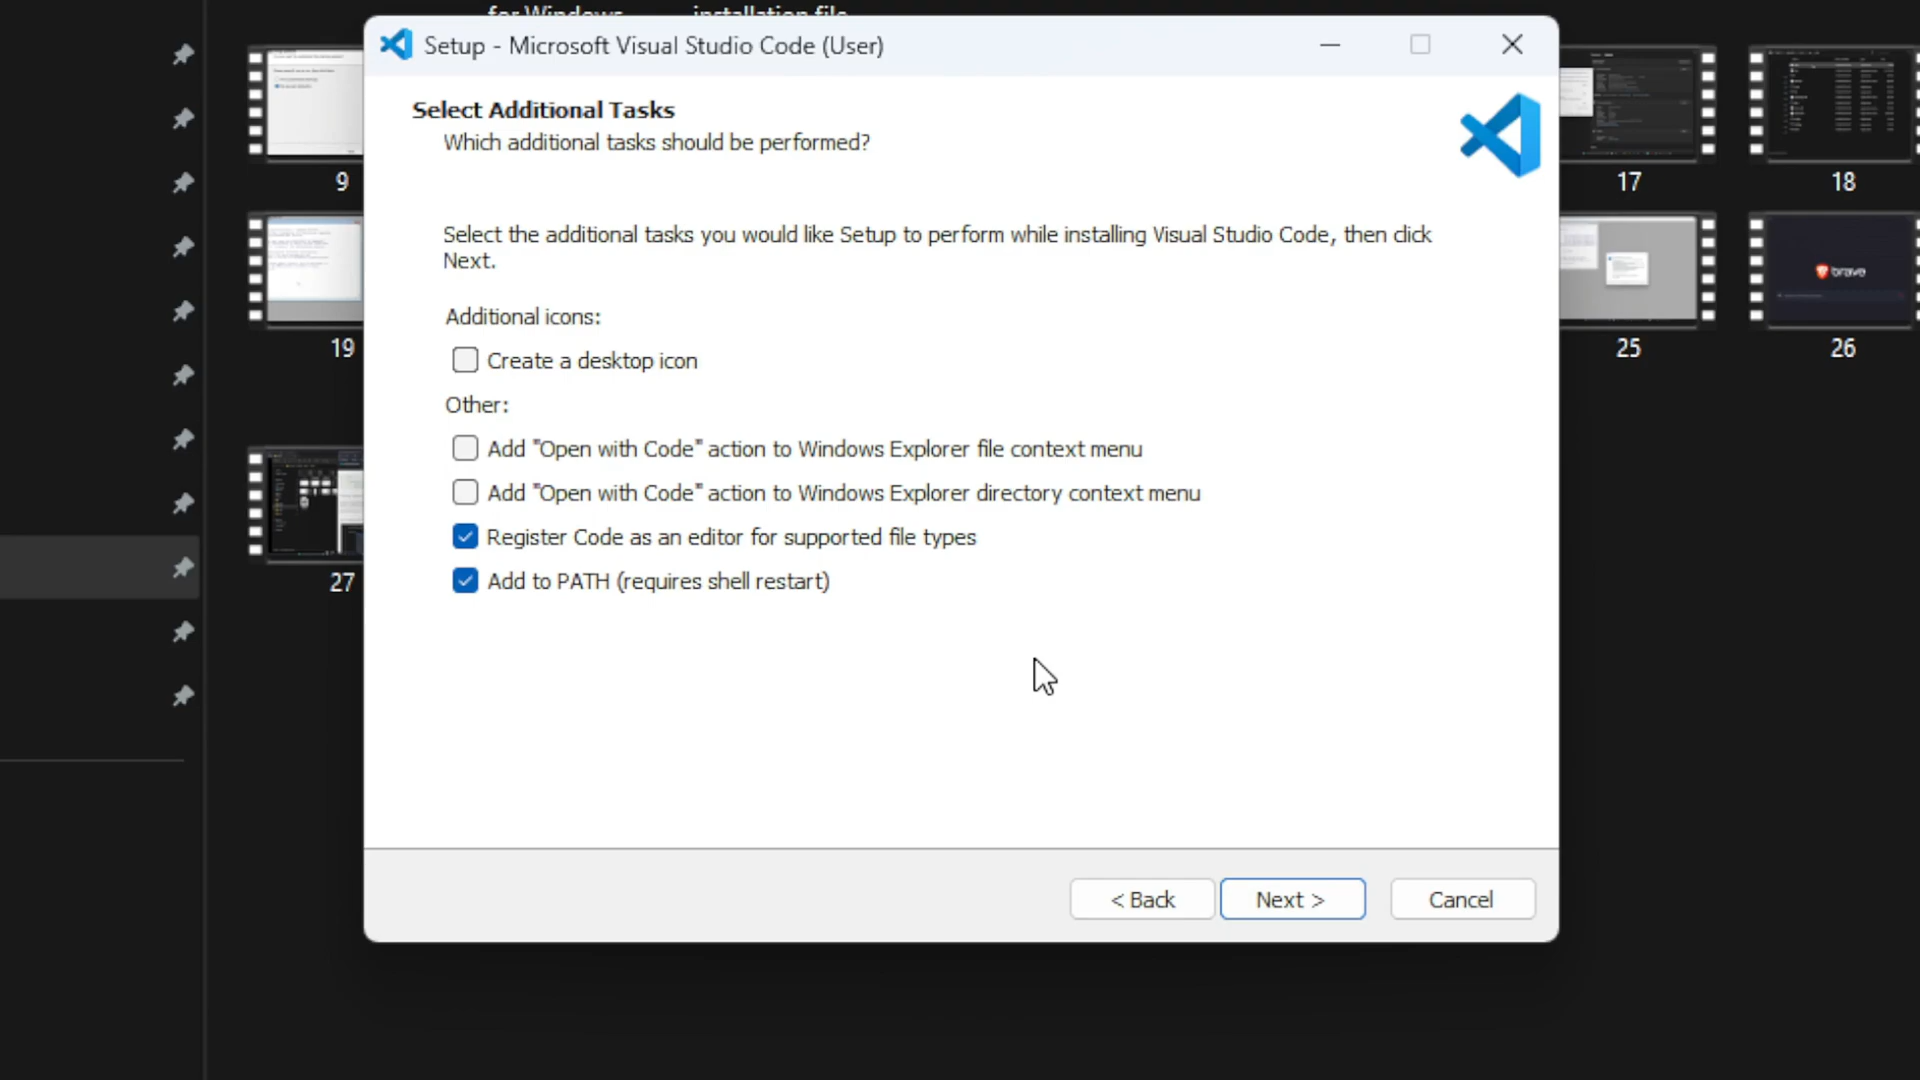 for Windows
installation file
Setup - Microsoft Visual Studio Code (User)
Select Additional Tasks
Which additional tasks should be performed?
9
17
18
Select the additional tasks you would like Setup to perform while installing Visual Studio Code, then click
Next.
brave
Additional icons:
19
25
26
Create a desktop icon
Other:
Add "Open with Code" action to Windows Explorer file context menu
Add "Open with Code" action to Windows Explorer directory context menu
Register Code as an editor for supported file types
27
Add to PATH (requires shell restart)
< Back
Next >
Cancel